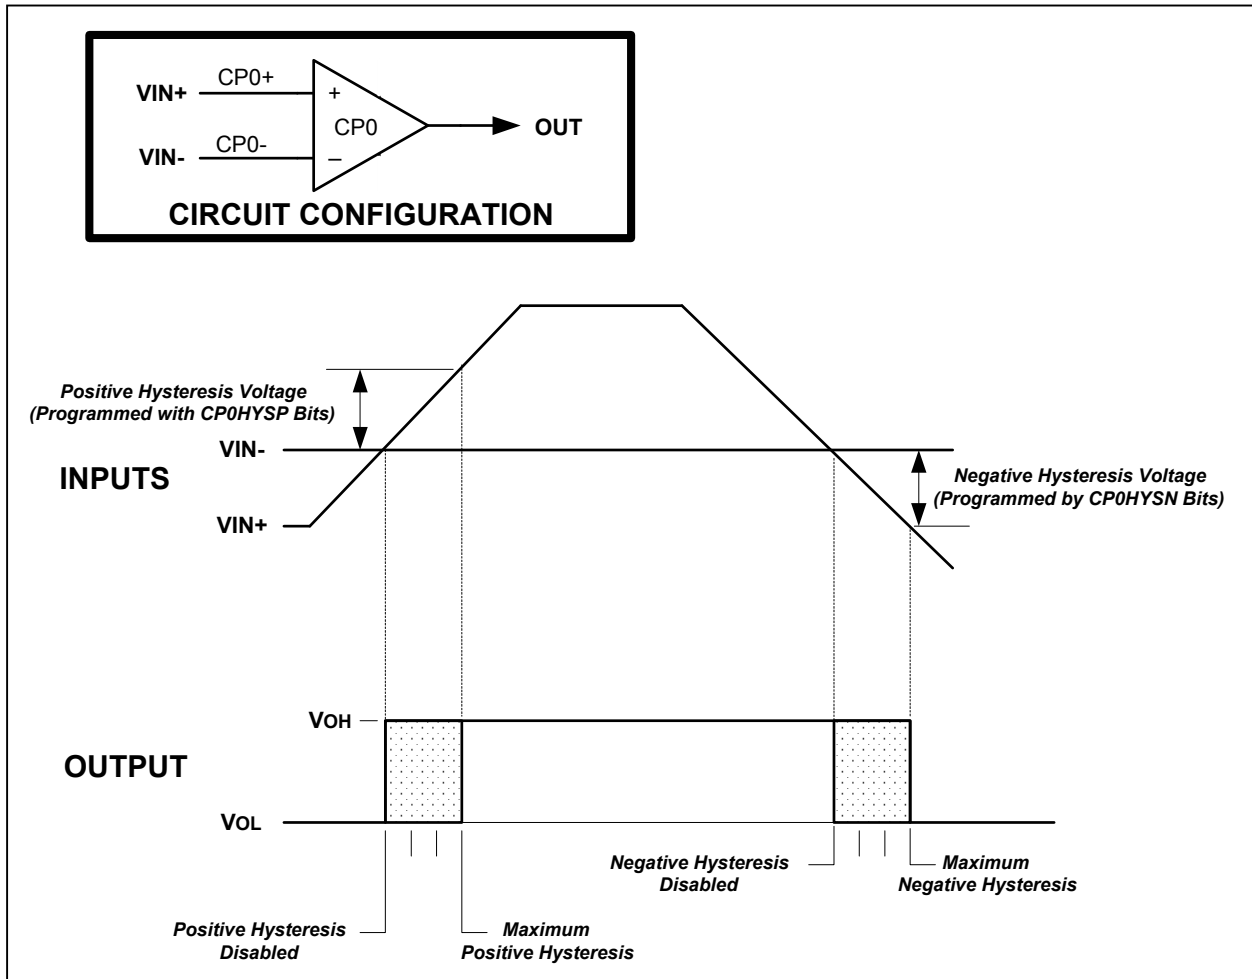 VIN+
CP0+
+
CP0
OUT
VIN-
CP0-
–
CIRCUIT CONFIGURATION
Positive Hysteresis Voltage
(Programmed with CP0HYSP Bits)
VIN-
INPUTS
VIN+
Negative Hysteresis Voltage
(Programmed by CP0HYSN Bits)
VOH
OUTPUT
VOL
Negative Hysteresis
Disabled
Maximum
Negative Hysteresis
Positive Hysteresis
Disabled
Maximum
Positive Hysteresis